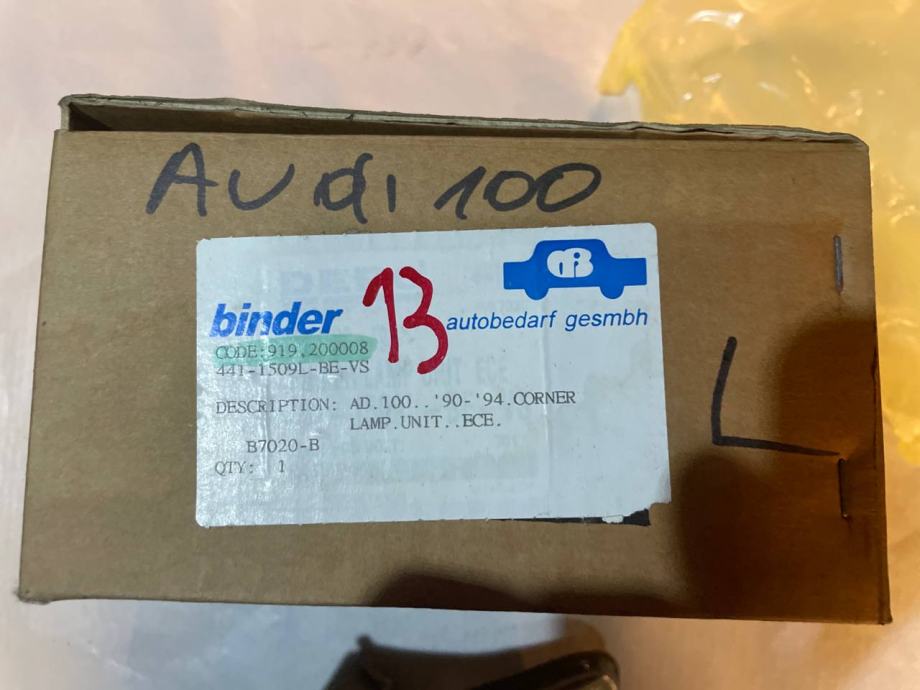 Audi 100
binder
13
autobedarf gesmbh
CODE:919.200008
441-1509L-BE-VS
DESCRIPTION: AD.100..'90-'94.CORNER
LAMP.UNIT..ECE.
B7020-B
QTY: 1
L